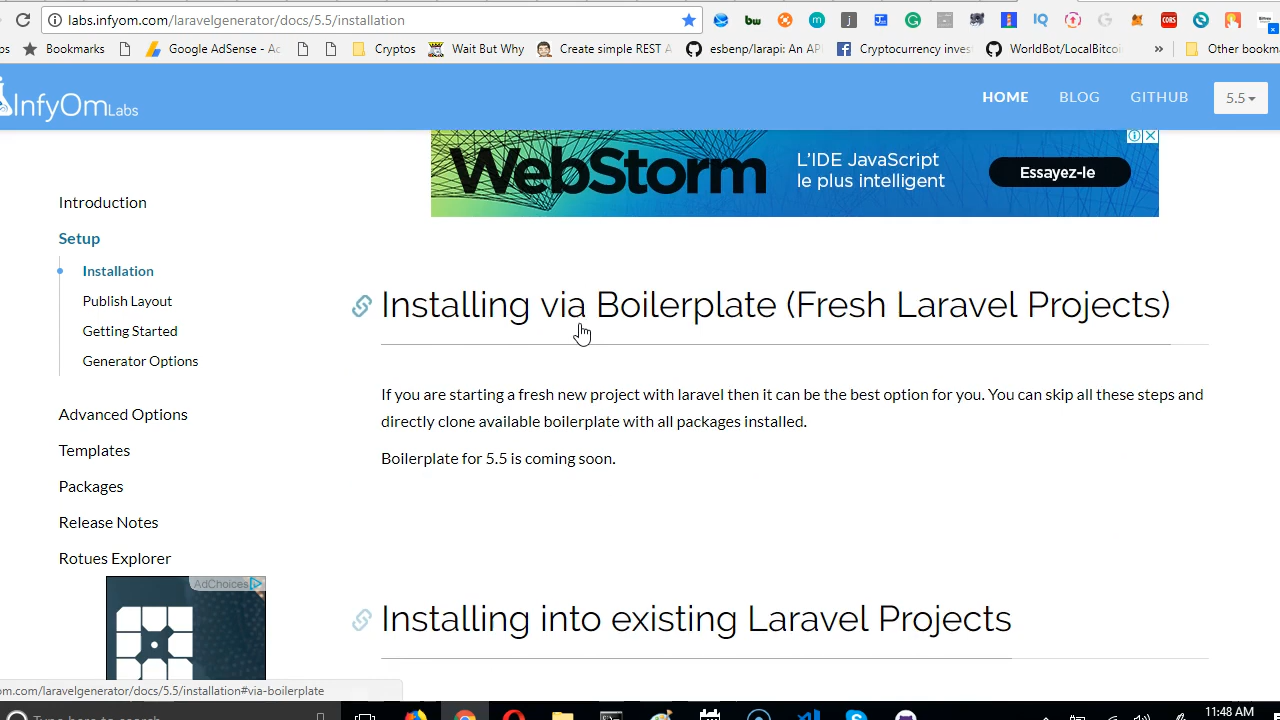 labs.infyom.com/laravelgenerator/docs/5.5/installation
Bookmarks
Google AdSense - Ac
Cryptos
Wait But Why
Create simple REST A
esbenp/larapi: An AP
Cryptocurrency inves
WorldBot/LocalBitcoi
»
Other bookm
InfyOm Labs
HOME
BLOG
GITHUB
5.5
WebStorm
L'IDE JavaScript
le plus intelligent
Essayez-le
Introduction
Setup
Installation
Publish Layout
Getting Started
Generator Options
Advanced Options
Templates
Packages
Release Notes
Rotues Explorer
AdChoices
Installing via Boilerplate (Fresh Laravel Projects)
If you are starting a fresh new project with laravel then it can be the best option for you. You can skip all these steps and
directly clone available boilerplate with all packages installed.
Boilerplate for 5.5 is coming soon.
Installing into existing Laravel Projects
om.com/laravelgenerator/docs/5.5/installation#via-boilerplate
Type here to search
11:48 AM